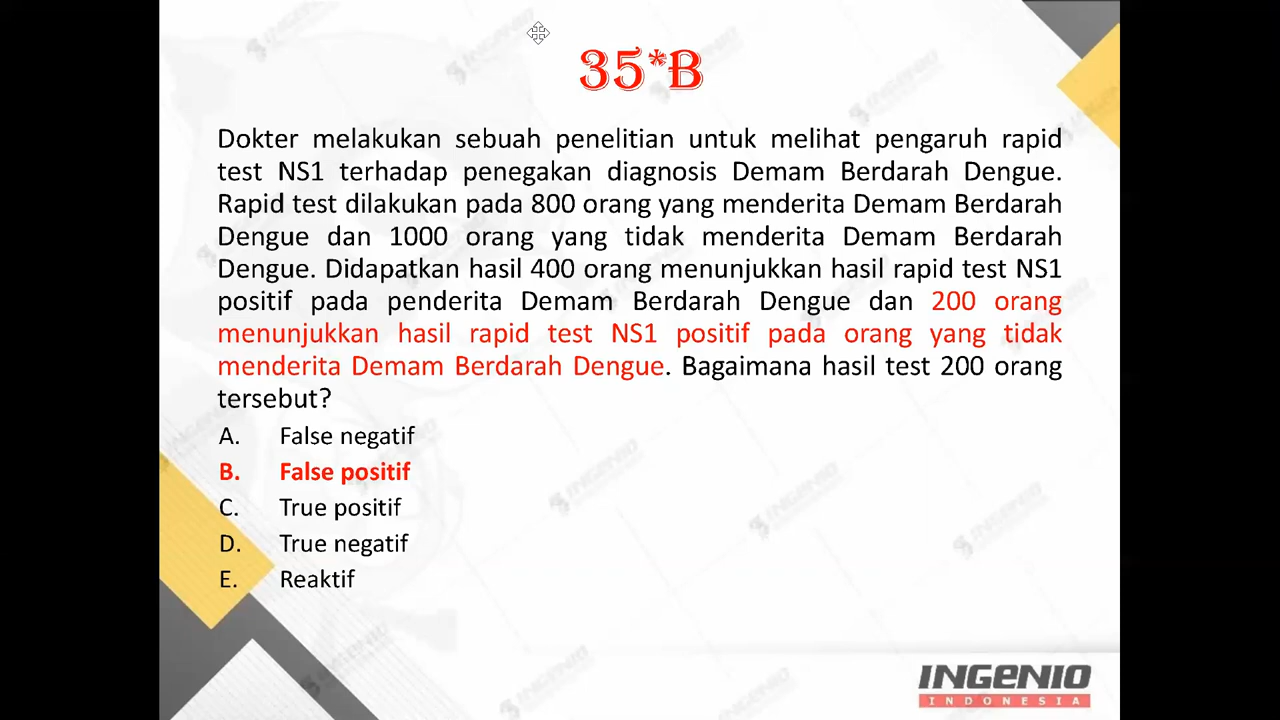 35*B
Dokter melakukan sebuah penelitian untuk melihat pengaruh rapid
test NS1 terhadap penegakan diagnosis Demam Berdarah Dengue.
Rapid test dilakukan pada 800 orang yang menderita Demam Berdarah
Dengue dan 1000 orang yang tidak menderita Demam Berdarah
Dengue. Didapatkan hasil 400 orang menunjukkan hasil rapid test NS1
positif pada penderita Demam Berdarah Dengue dan 200 orang
menunjukkan hasil rapid test NS1 positif pada orang yang tidak
menderita Demam Berdarah Dengue. Bagaimana hasil test 200 orang
tersebut?
A. False negatif
B. False positif
C. True positif
D. True negatif
E. Reaktif
INGENIO
INDONESIA